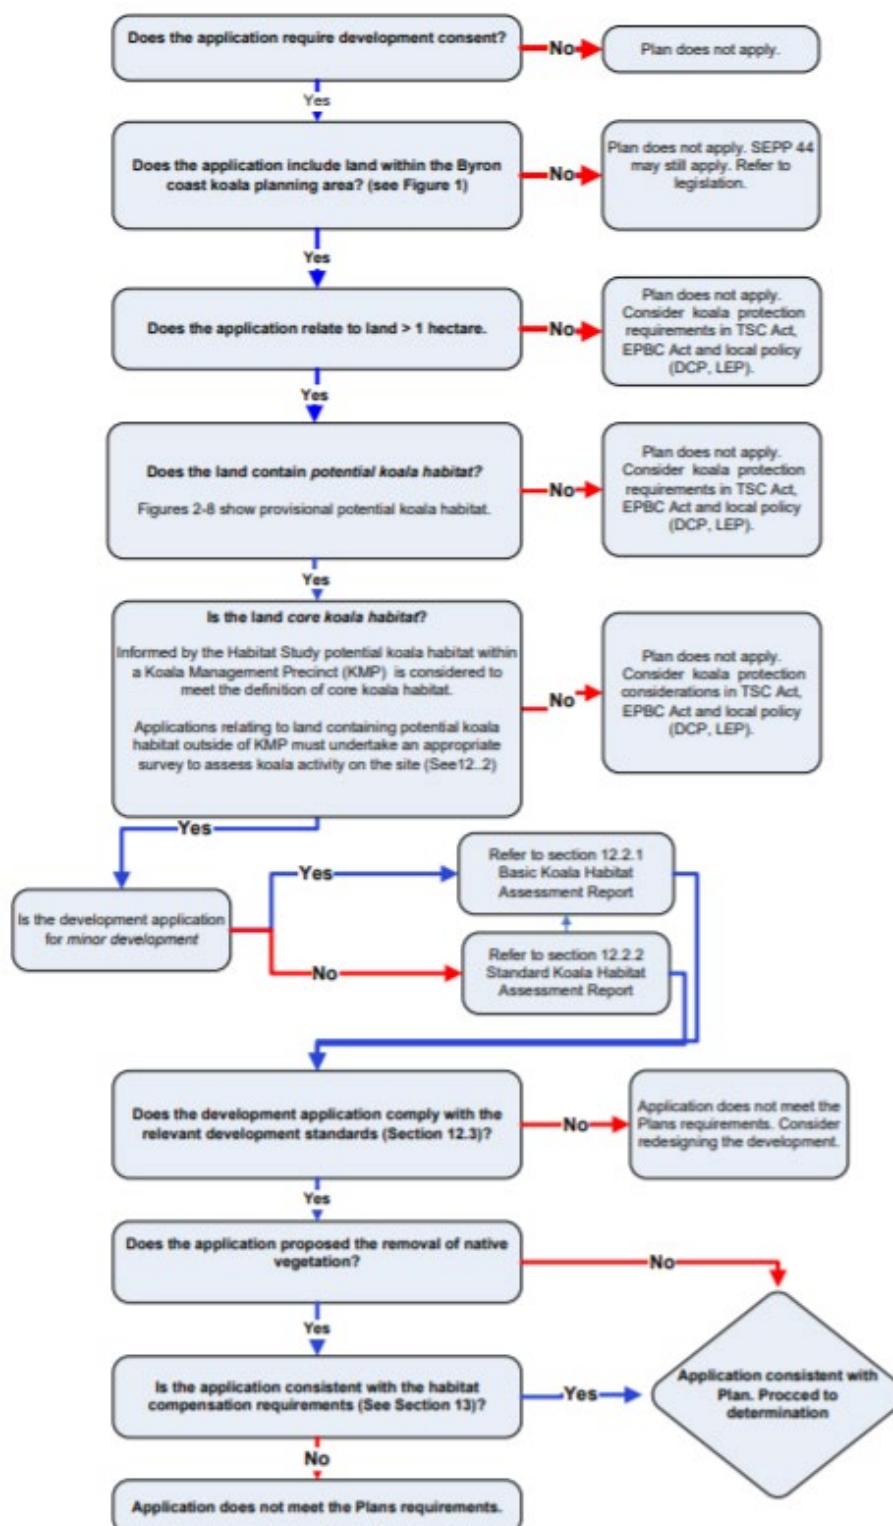 Does the application require development consent?
No
Plan does not apply.
Yes
Does the application include land within the Byron
coast koala planning area? (see Figure 1)
No
Plan does not apply. SEPP 44
may still apply. Refer to
legislation.
Yes
Does the application relate to land > 1 hectare.
No
Plan does not apply.
Consider koala protection
requirements in TSC Act,
EPBC Act and local policy
(DCP, LEP).
Yes
Does the land contain potential koala habitat?
Figures 2-8 show provisional potential koala habitat.
No
Plan does not apply.
Consider koala protection
requirements in TSC Act,
EPBC Act and local policy
(DCP, LEP).
Yes
Is the land core koala habitat?
Informed by the Habitat Study potential koala habitat within
a Koala Management Precinct (KMP) is considered to
meet the definition of core koala habitat.
Applications relating to land containing potential koala
habitat outside of KMP must undertake an appropriate
survey to assess koala activity on the site (See12..2)
No
Plan does not apply.
Consider koala protection
considerations in TSC Act,
EPBC Act and local policy
(DCP, LEP).
Yes
Is the development application
for minor development
Yes
Refer to section 12.2.1
Basic Koala Habitat
Assessment Report
No
Refer to section 12.2.2
Standard Koala Habitat
Assessment Report
Does the development application comply with the
relevant development standards (Section 12.3)?
No
Application does not meet the
Plans requirements. Consider
redesigning the development.
Yes
Does the application proposed the removal of native
vegetation?
No
Yes
Is the application consistent with the habitat
compensation requirements (See Section 13)?
Yes
Application consistent with
Plan. Procced to
determination
No
Application does not meet the Plans requirements.